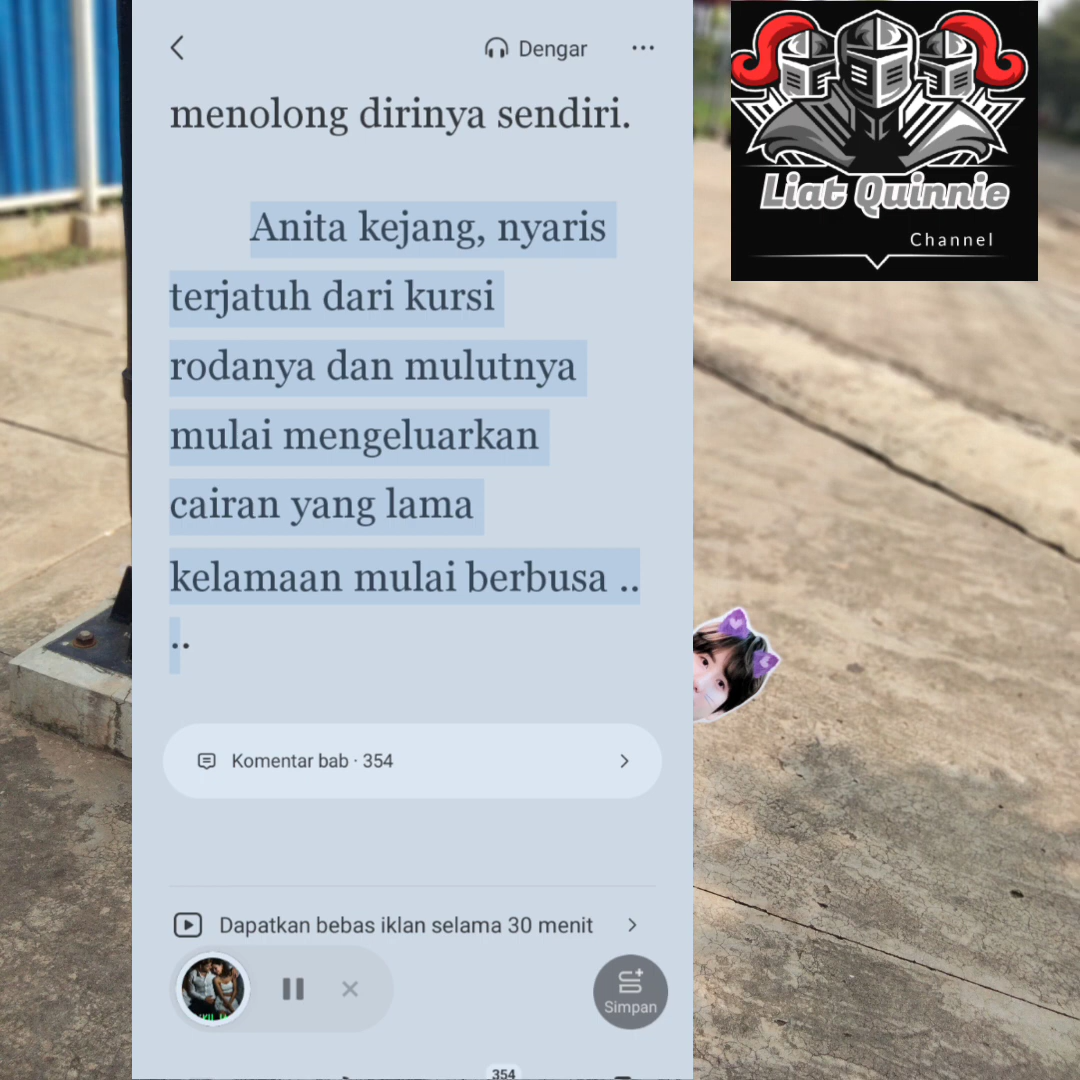 Dengar
menolong dirinya sendiri.
Anita kejang, nyaris
terjatuh dari kursi
rodanya dan mulutnya
mulai mengeluarkan
cairan yang lama
kelamaan mulai berbusa ..
..
Komentar bab · 354
Dapatkan bebas iklan selama 30 menit
Simpan
354
Liat Quinnie
Channel